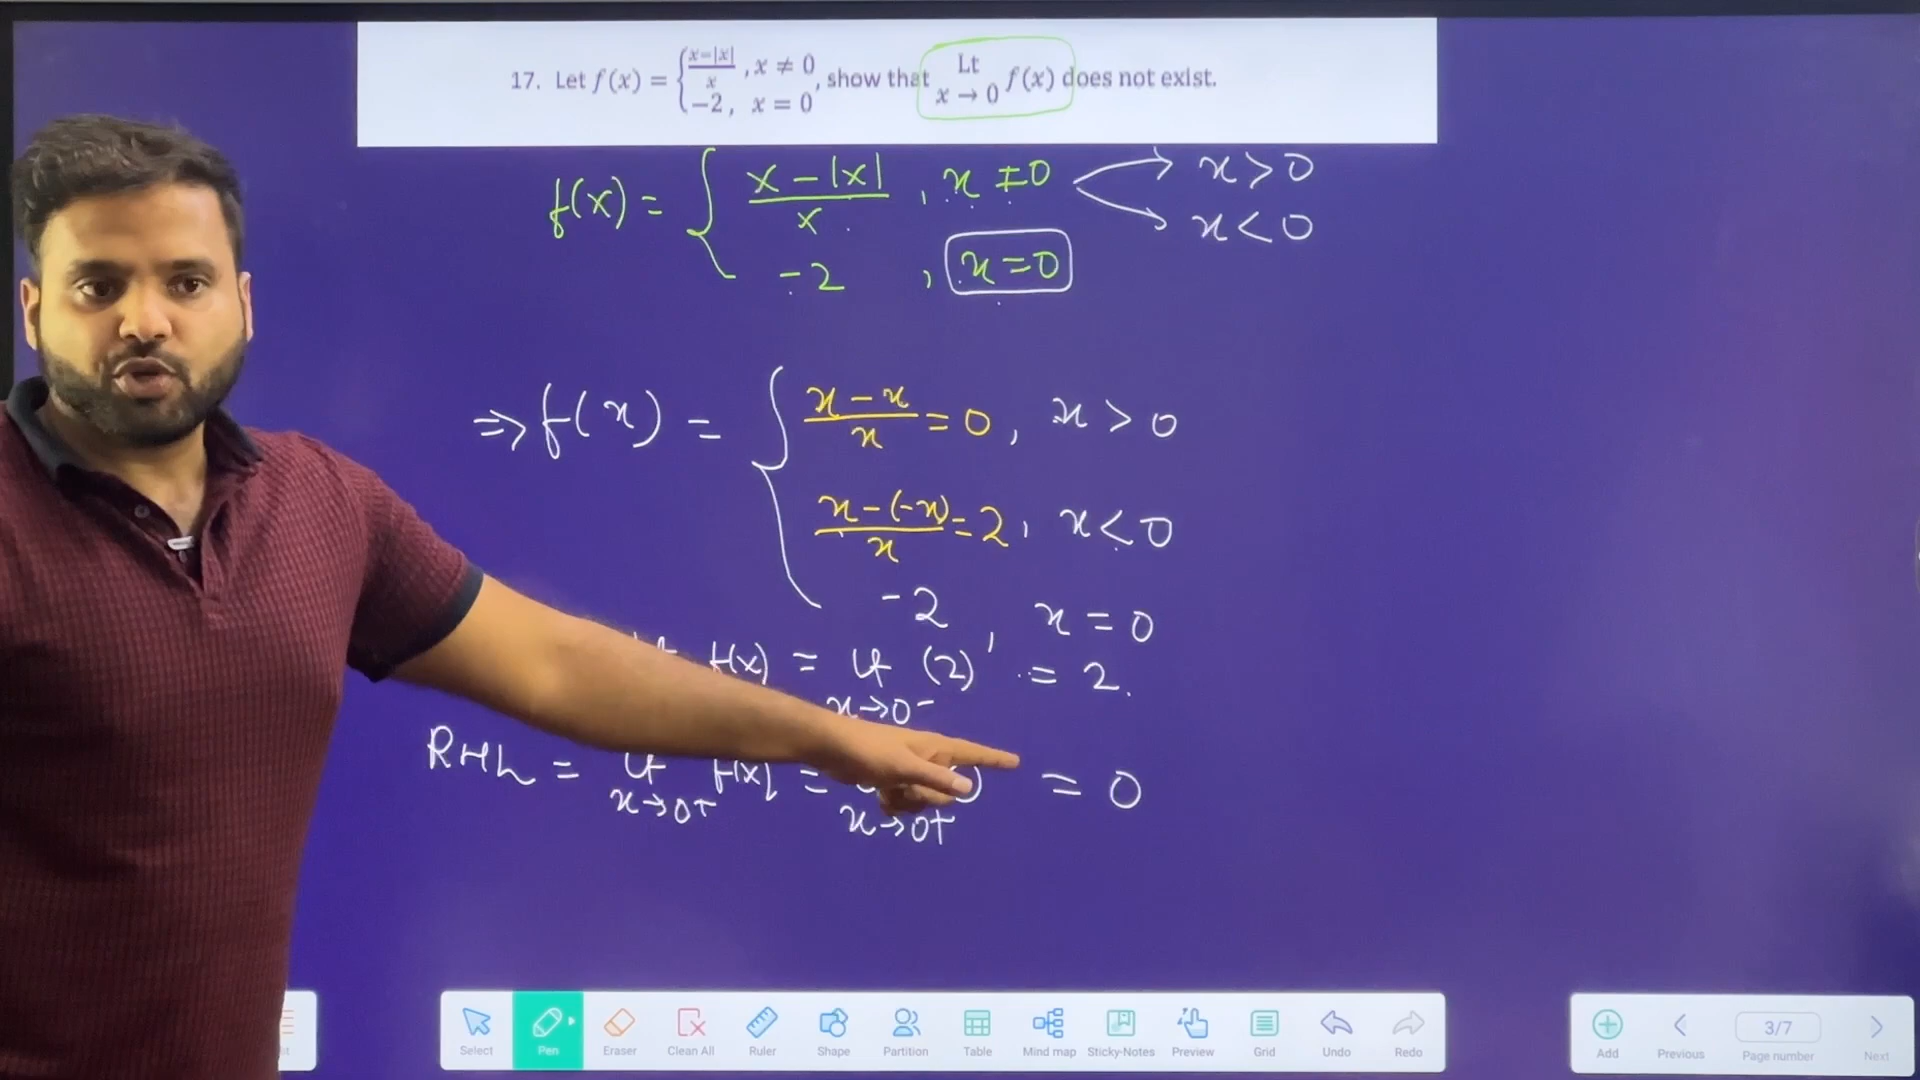 17. Let f(x) = { x−|x| / x , x ≠ 0
−2, x = 0 , show that Lt x → 0 f(x) does not exist.
f(x) = { x − |x| / x , x ≠ 0 → x > 0
→ x < 0
−2 , x = 0
⇒ f(x) = { x − x / x = 0, x > 0
x − (−x) / x = 2, x < 0
−2 , x = 0
f(x) = Lt x→0− (2) = 2.
RHL = Lt x→0+ f(x) = x→0+ = 0
Select
Pen
Eraser
Clean All
Ruler
Shape
Partition
Table
Mind map
Sticky-Notes
Preview
Grid
Undo
Redo
Add
Previous
3/7
Page number
Next